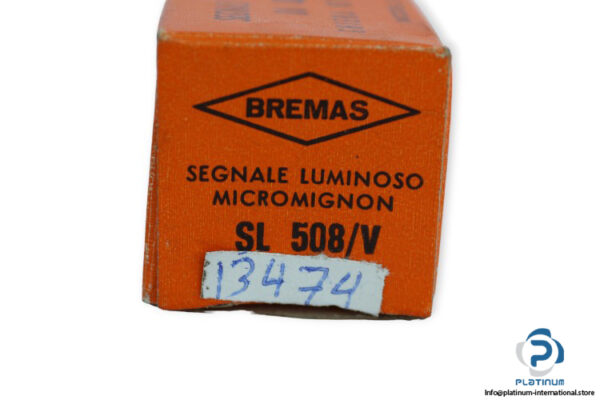 BREMAS
SEGNALE LUMINOSO
MICROMIGNON
SL 508/V
13474
PLATINUM
Info@platinum-international.store